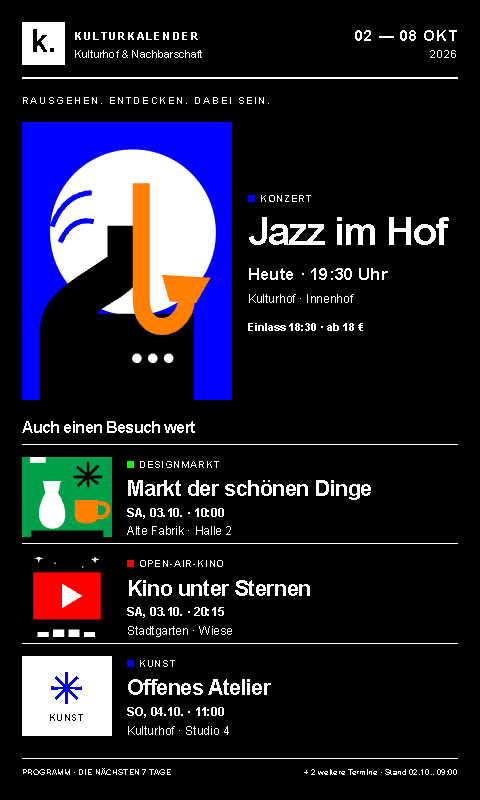 k.
KULTURKALENDER
Kulturhof & Nachbarschaft
02 — 08 OKT
2026
RAUSGEHEN. ENTDECKEN. DABEI SEIN.
KONZERT
Jazz im Hof
Heute · 19:30 Uhr
Kulturhof · Innenhof
Einlass 18:30 · ab 18 €
Auch einen Besuch wert
DESIGNMARKT
Markt der schönen Dinge
SA, 03.10. · 10:00
Alte Fabrik · Halle 2
OPEN-AIR-KINO
Kino unter Sternen
SA, 03.10. · 20:15
Stadtgarten · Wiese
KUNST
KUNST
Offenes Atelier
SO, 04.10. · 11:00
Kulturhof · Studio 4
PROGRAMM · DIE NÄCHSTEN 7 TAGE
+ 2 weitere Termine · Stand 02.10., 09:00